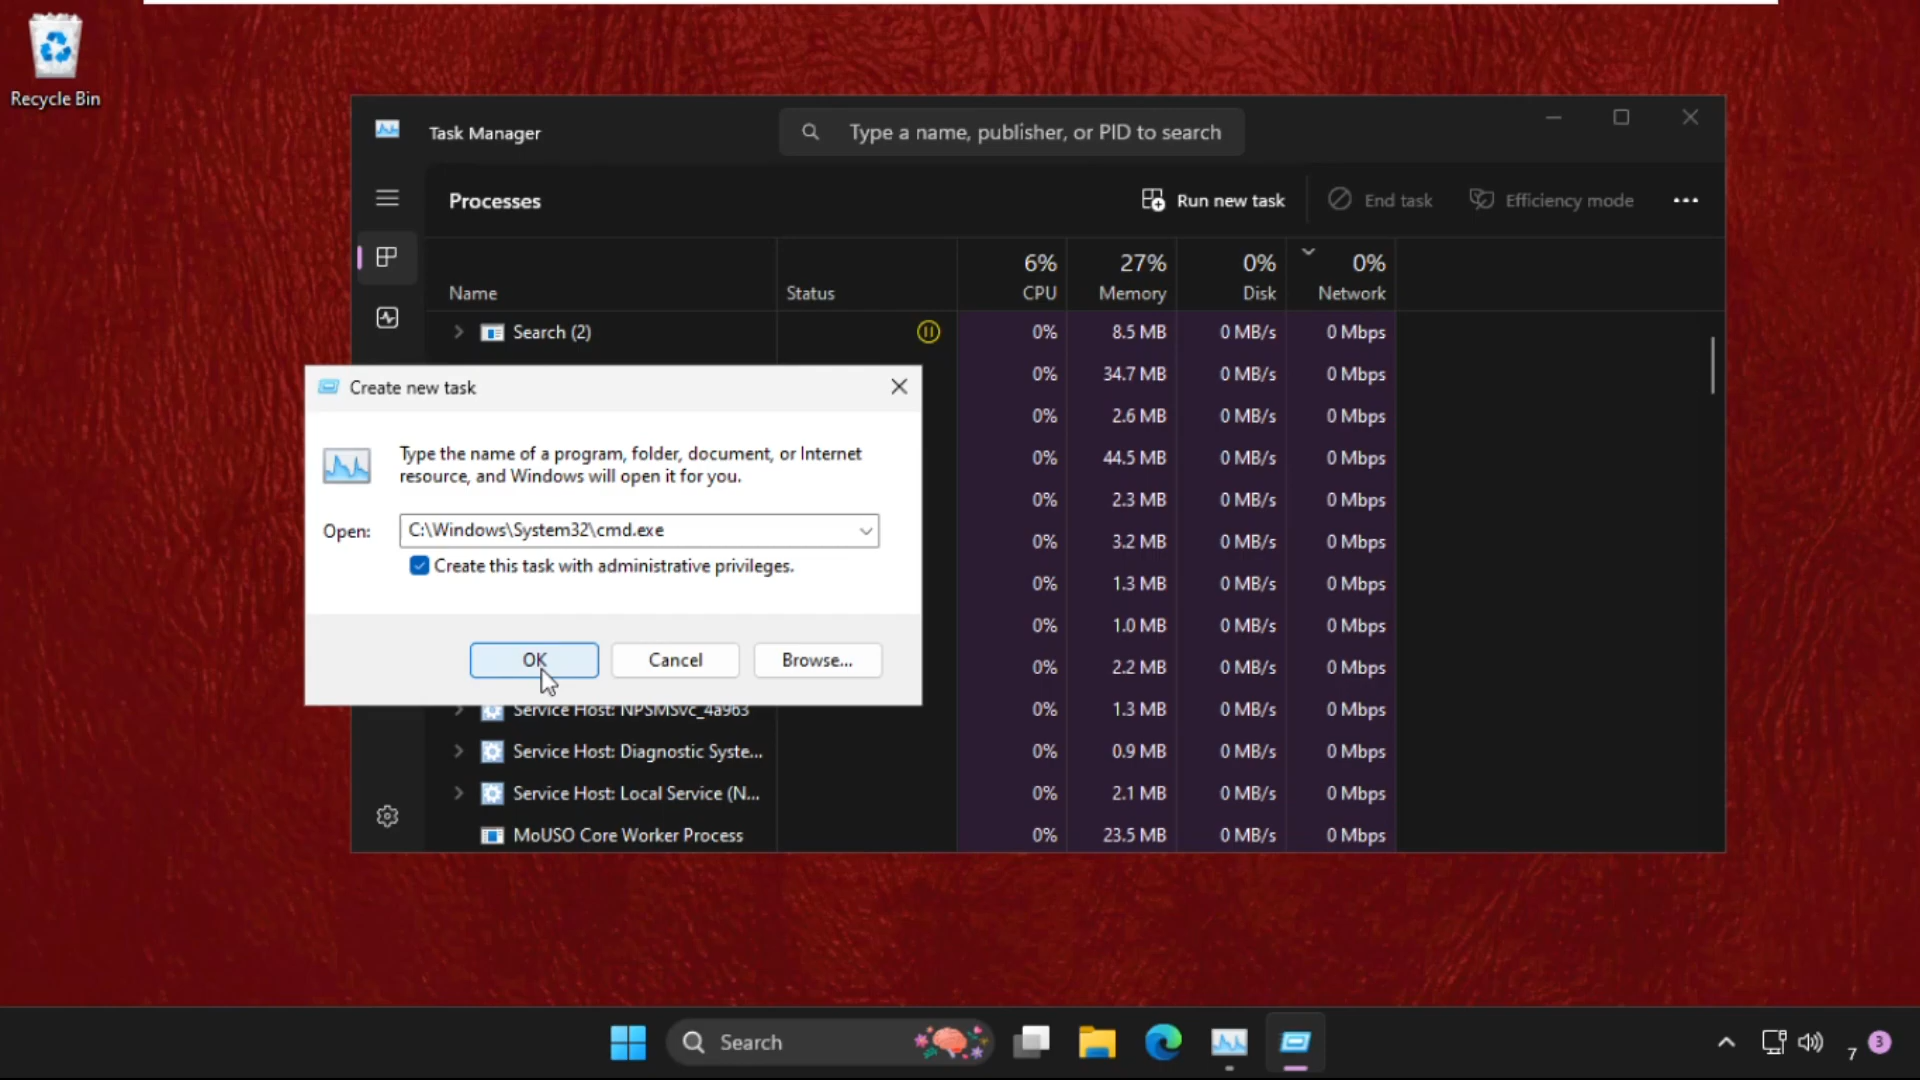 Recycle Bin
Task Manager
Type a name, publisher, or PID to search
Processes
Run new task
End task
Efficiency mode
6% 27% 0% 0%
Name Status CPU Memory Disk Network
Search (2) 0% 8.5 MB 0 MB/s 0 Mbps
0% 34.7 MB 0 MB/s 0 Mbps
0% 2.6 MB 0 MB/s 0 Mbps
0% 44.5 MB 0 MB/s 0 Mbps
0% 2.3 MB 0 MB/s 0 Mbps
0% 3.2 MB 0 MB/s 0 Mbps
0% 1.3 MB 0 MB/s 0 Mbps
0% 1.0 MB 0 MB/s 0 Mbps
0% 2.2 MB 0 MB/s 0 Mbps
Service Host: NPSMSvc_4a963 0% 1.3 MB 0 MB/s 0 Mbps
Service Host: Diagnostic Syste... 0% 0.9 MB 0 MB/s 0 Mbps
Service Host: Local Service (N... 0% 2.1 MB 0 MB/s 0 Mbps
MoUSO Core Worker Process 0% 23.5 MB 0 MB/s 0 Mbps
Create new task
Type the name of a program, folder, document, or Internet
resource, and Windows will open it for you.
Open: C:\Windows\System32\cmd.exe
Create this task with administrative privileges.
OK Cancel Browse...
Search
7 3